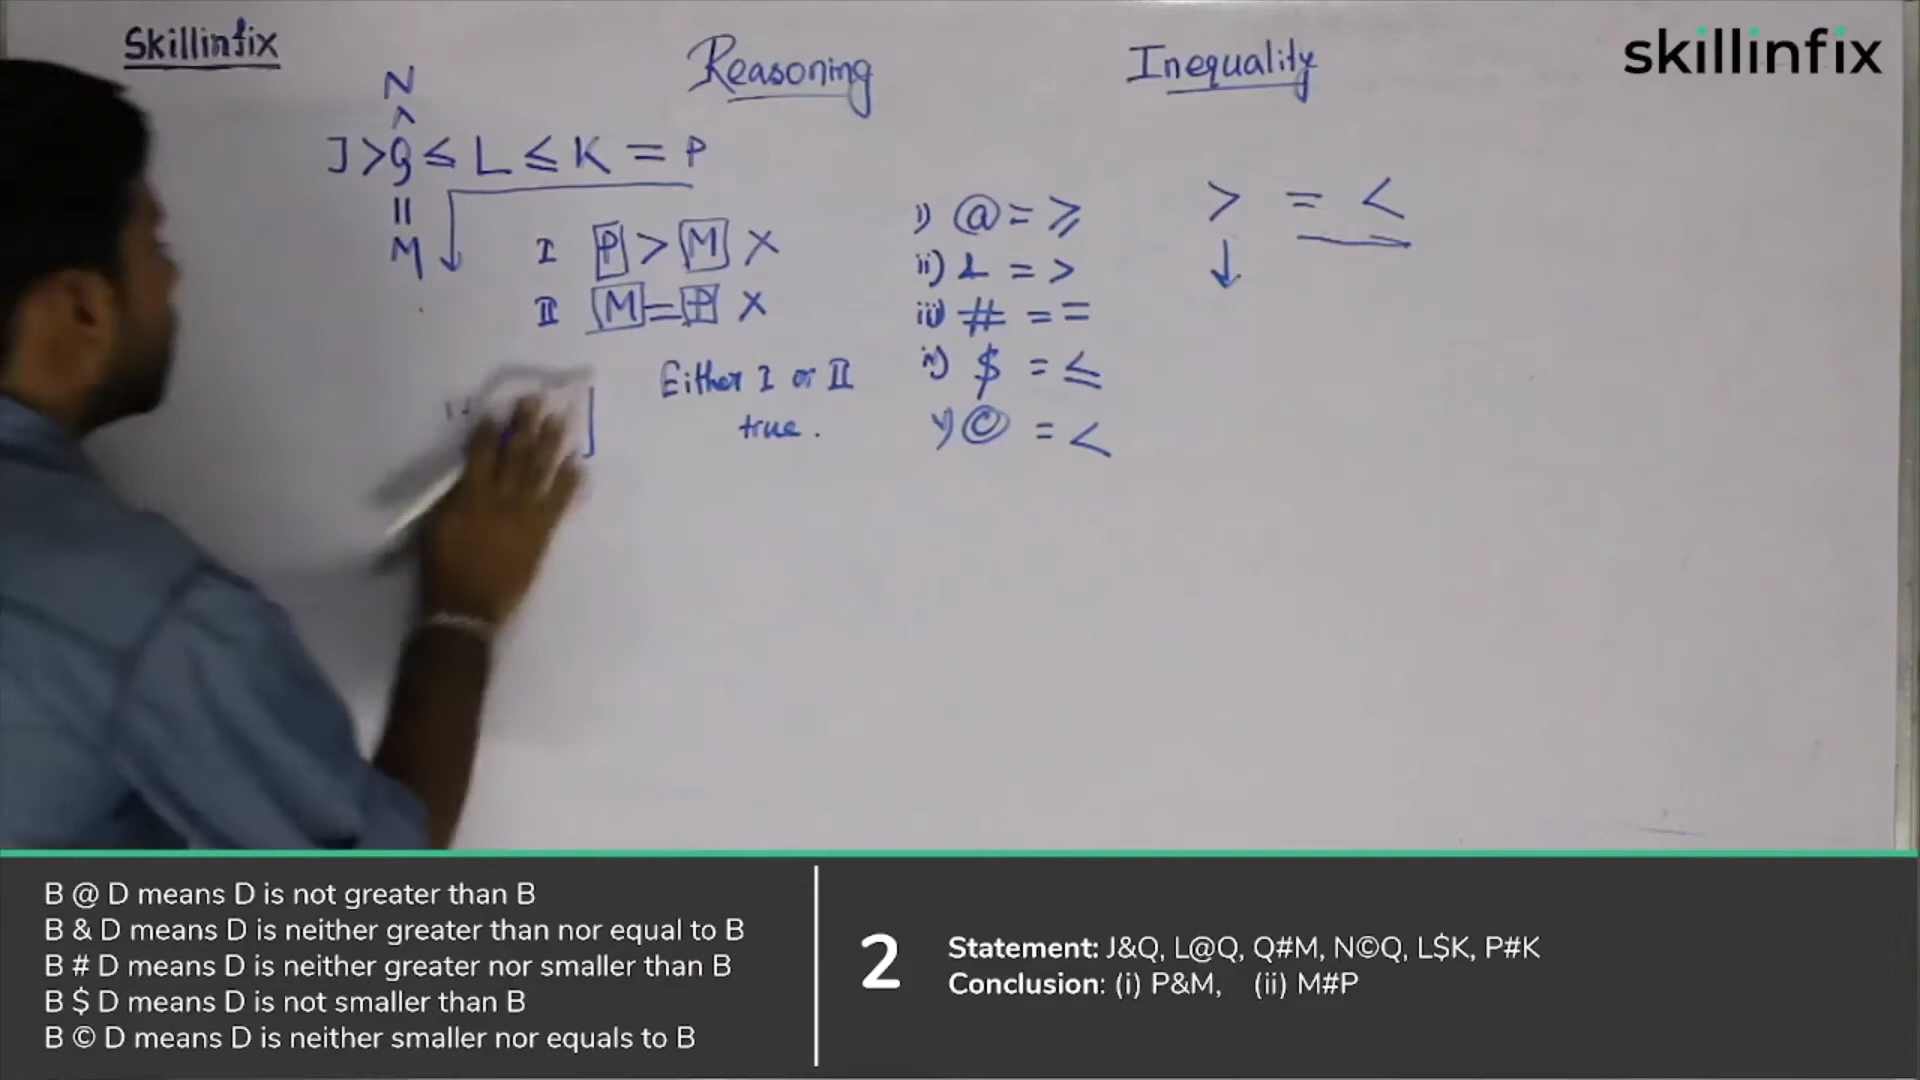 Skillinfix
Reasoning
Inequality
skillinfix
N
^
J > Q ≤ L ≤ K = P
=
M
I P > M X
II M = P X
Either I or II
true.
i) @ = ≥
ii) & = >
iii) # = =
iv) $ = ≤
v) © = <
> = <
B @ D means D is not greater than B
B & D means D is neither greater than nor equal to B
B # D means D is neither greater nor smaller than B
B $ D means D is not smaller than B
B © D means D is neither smaller nor equals to B
2
Statement: J&Q, L@Q, Q#M, N©Q, L$K, P#K
Conclusion: (i) P&M, (ii) M#P